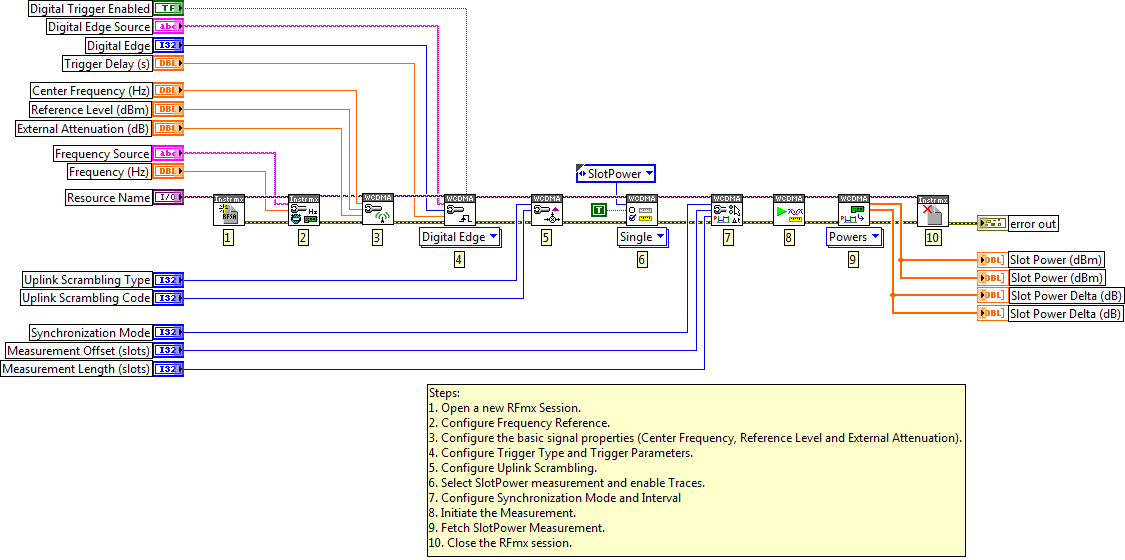 Digital Trigger Enabled TF
Digital Edge Source abc
Digital Edge I32
Trigger Delay (s) DBL
Center Frequency (Hz) DBL
Reference Level (dBm) DBL
External Attenuation (dB) DBL
Frequency Source abc
Frequency (Hz) DBL
Resource Name I/O
Instrmx
RFSA
1
Instrmx
Hz
2
WCDMA
3
WCDMA
Digital Edge
4
WCDMA
5
SlotPower
T
WCDMA
Single
6
WCDMA
Δt
7
WCDMA
8
WCDMA
Powers
9
Instrmx
10
error out
DBL Slot Power (dBm)
DBL Slot Power (dBm)
DBL Slot Power Delta (dB)
DBL Slot Power Delta (dB)
Uplink Scrambling Type I32
Uplink Scrambling Code I32
Synchronization Mode I32
Measurement Offset (slots) I32
Measurement Length (slots) I32
Steps:
1. Open a new RFmx Session.
2. Configure Frequency Reference.
3. Configure the basic signal properties (Center Frequency, Reference Level and External Attenuation).
4. Configure Trigger Type and Trigger Parameters.
5. Configure Uplink Scrambling.
6. Select SlotPower measurement and enable Traces.
7. Configure Synchronization Mode and Interval
8. Initiate the Measurement.
9. Fetch SlotPower Measurement.
10. Close the RFmx session.